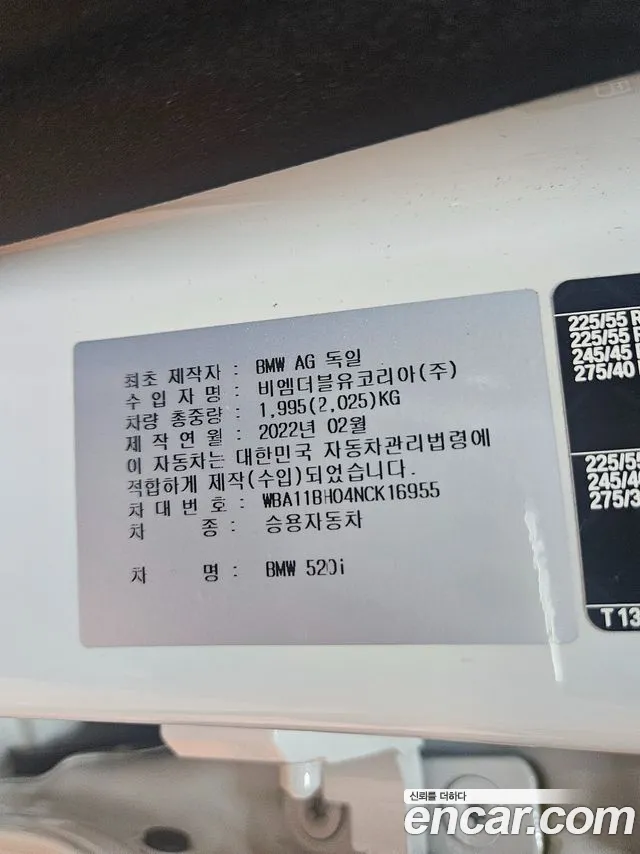 최초 제작자 : BMW AG 독일
수 입 자 명 : 비엠더블유코리아(주)
차량 총중량 : 1,995(2,025)KG
제 작 연 월 : 2022년 02월
이 자동차는 대한민국 자동차관리법령에
적합하게 제작(수입)되었습니다.
차 대 번 호 : WBA11BH04NCK16955
차 종 : 승용자동차
차 명 : BMW 520i
225/55 R
225/55 R
245/45
275/40
225/55
245/4
275/3
T 13
신뢰를 더하다
encar.com